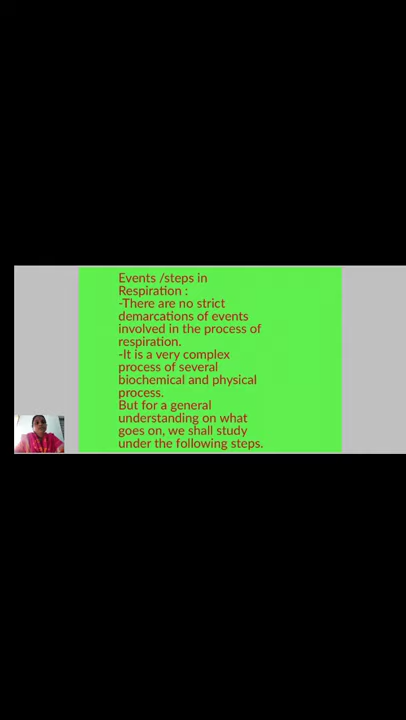 Events /steps in
Respiration :
-There are no strict
demarcations of events
involved in the process of
respiration.
-It is a very complex
process of several
biochemical and physical
process.
But for a general
understanding on what
goes on, we shall study
under the following steps.